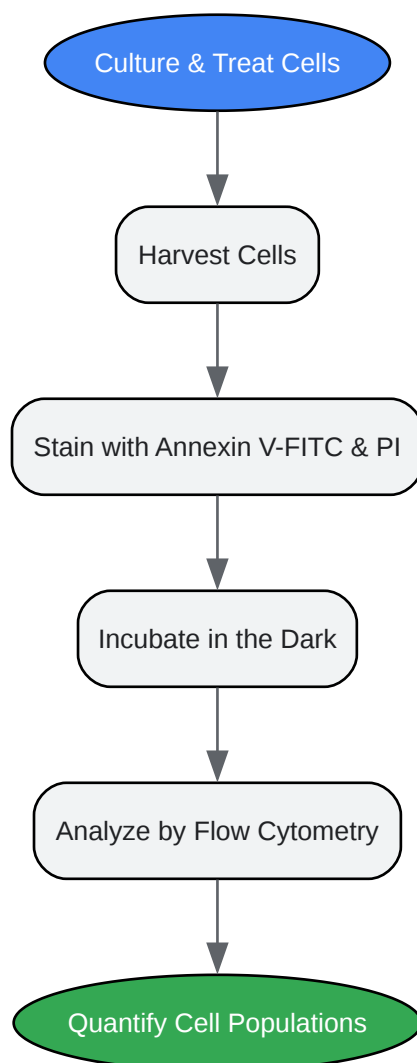 Culture & Treat Cells
Harvest Cells
Stain with Annexin V-FITC & PI
Incubate in the Dark
Analyze by Flow Cytometry
Quantify Cell Populations